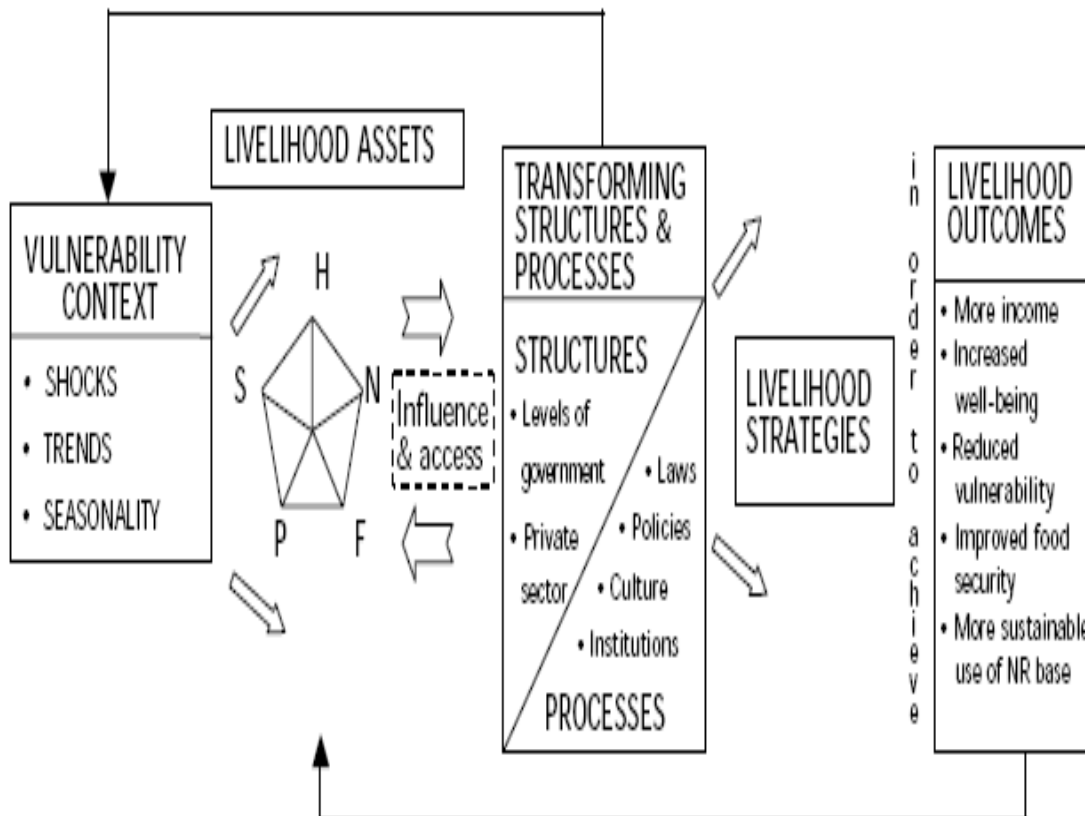 LIVELIHOOD ASSETS
VULNERABILITY
CONTEXT
• SHOCKS
• TRENDS
• SEASONALITY
H
S
N
P
F
Influence
& access
TRANSFORMING
STRUCTURES &
PROCESSES
STRUCTURES
• Levels of
government
• Private
sector
• Laws
• Policies
• Culture
• Institutions
PROCESSES
LIVELIHOOD
STRATEGIES
in order to achieve
LIVELIHOOD
OUTCOMES
• More income
• Increased
well-being
• Reduced
vulnerability
• Improved food
security
• More sustainable
use of NR base